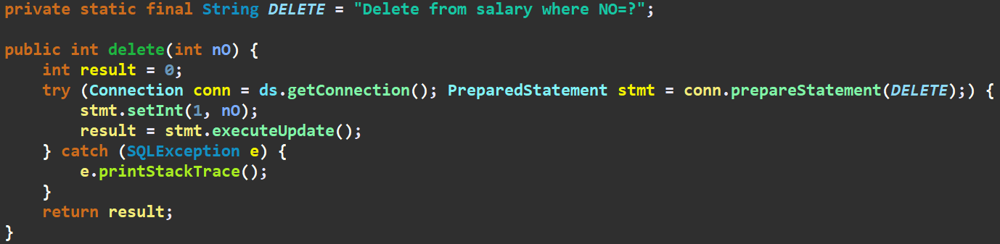 private static final String DELETE = "Delete from salary where NO=?";

public int delete(int nO) {
    int result = 0;
    try (Connection conn = ds.getConnection(); PreparedStatement stmt = conn.prepareStatement(DELETE);) {
        stmt.setInt(1, nO);
        result = stmt.executeUpdate();
    } catch (SQLException e) {
        e.printStackTrace();
    }
    return result;
}